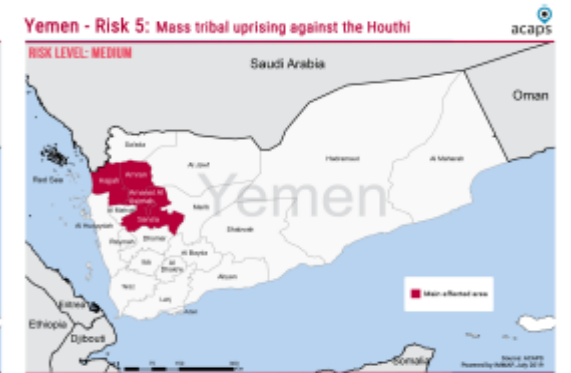 Yemen - Risk 5: Mass tribal uprising against the Houthi
acaps
RISK LEVEL: MEDIUM
Saudi Arabia
Oman
Sa'ada
Al Jawf
Hadramaut
Al Maharah
Hajjah
Amran
Red Sea
Yemen
Marib
Sana'a
Shabwah
Al Hudaydah
Raymah
Dhamar
Ibb
Al Bayda
Abyan
Taiz
Lahj
Aden
Main affected area
Eritrea
Ethiopia
Djibouti
Somalia
Source: ACAPS